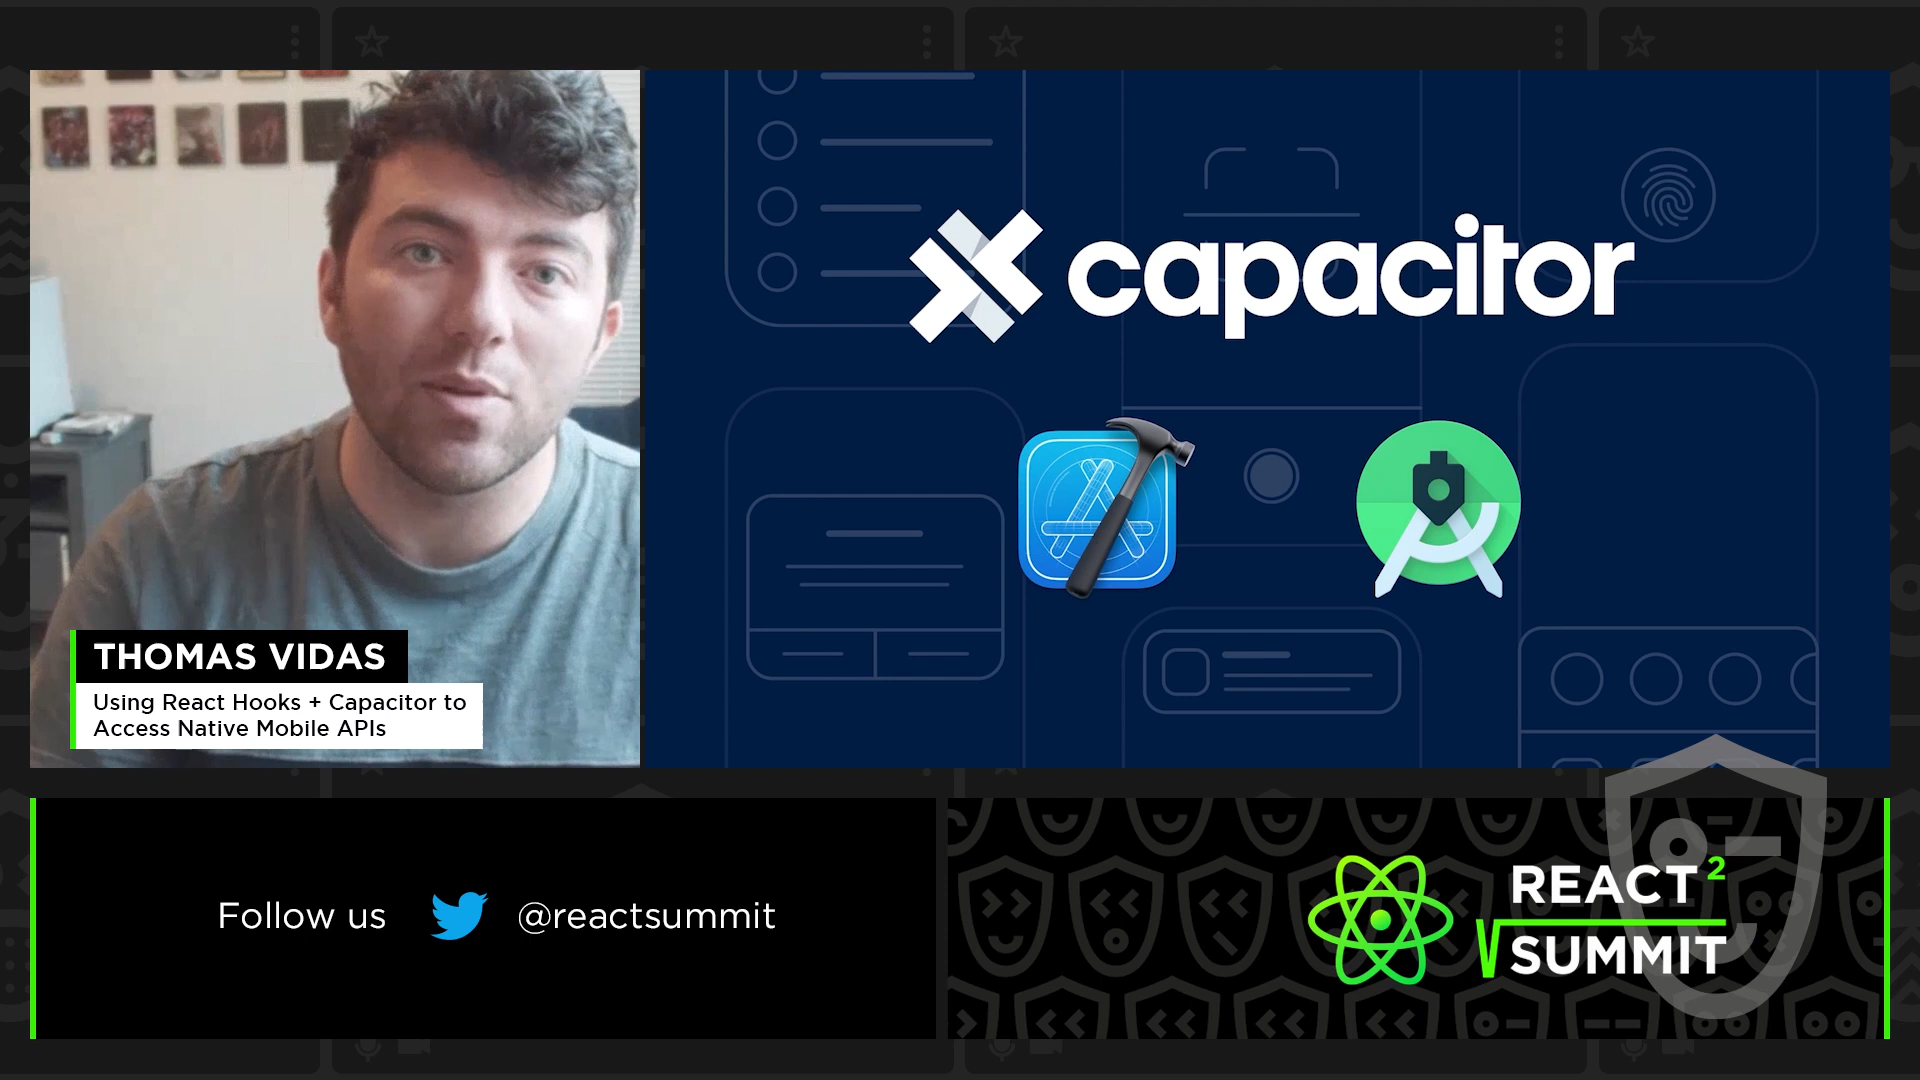 capacitor
THOMAS VIDAS
Using React Hooks + Capacitor to
Access Native Mobile APIs
Follow us
@reactsummit
REACT 2
SUMMIT